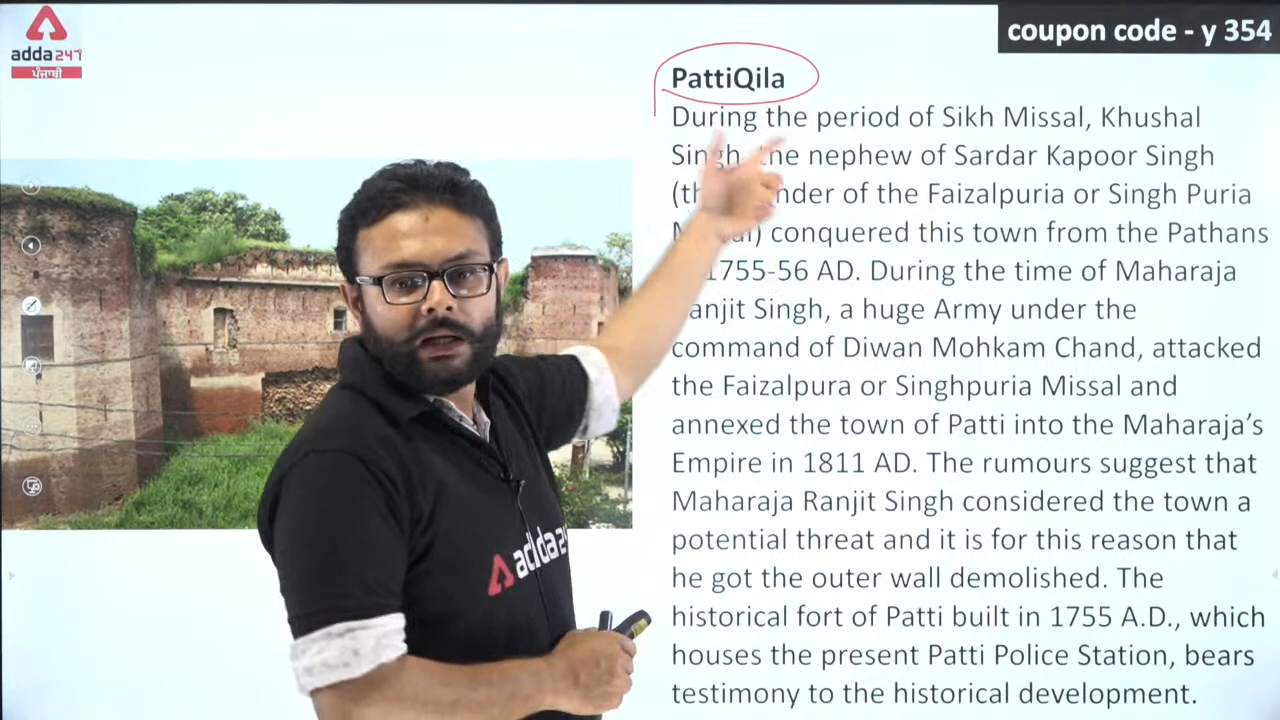 adda247
ਪੰਜਾਬੀ
coupon code - y 354
PattiQila
During the period of Sikh Missal, Khushal
Singh, the nephew of Sardar Kapoor Singh
of the Faizalpuria or Singh Puria
conquered this town from the Pathans
1755-56 AD. During the time of Maharaja
Singh, a huge Army under the
command of Diwan Mohkam Chand, attacked
the Faizalpura or Singhpuria Missal and
annexed the town of Patti into the Maharaja’s
Empire in 1811 AD. The rumours suggest that
Maharaja Ranjit Singh considered the town a
potential threat and it is for this reason that
he got the outer wall demolished. The
historical fort of Patti built in 1755 A.D., which
houses the present Patti Police Station, bears
testimony to the historical development.